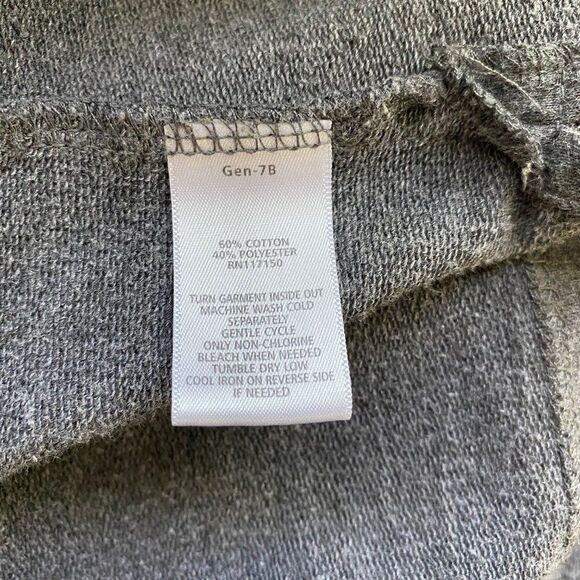 Gen-7B
60% COTTON
40% POLYESTER
RN117150
TURN GARMENT INSIDE OUT
MACHINE WASH COLD
SEPARATELY
GENTLE CYCLE
ONLY NON-CHLORINE
BLEACH WHEN NEEDED
TUMBLE DRY LOW
COOL IRON ON REVERSE SIDE
IF NEEDED